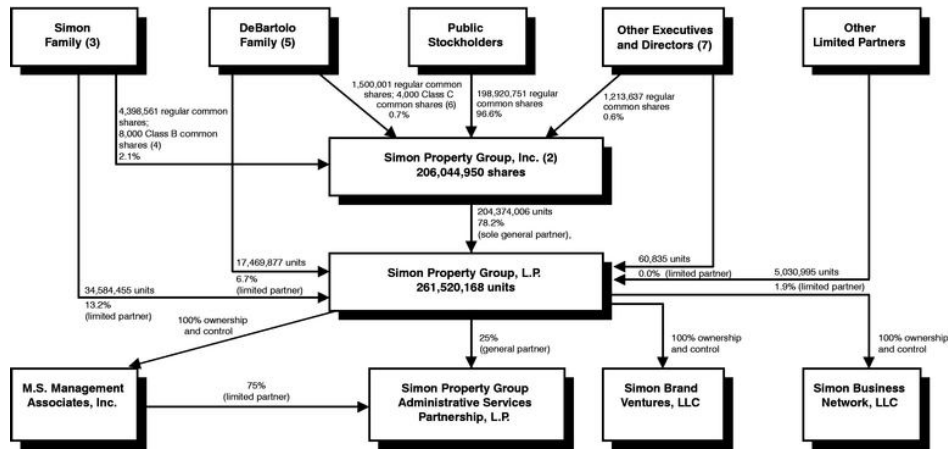 Simon
Family (3)
DeBartolo
Family (5)
Public
Stockholders
Other Executives
and Directors (7)
Other
Limited Partners
4,398,561 regular common
shares;
8,000 Class B common
shares (4)
2.1%
1,500,001 regular common
shares; 4,000 Class C
common shares (6)
0.7%
198,920,751 regular
common shares
96.6%
1,213,637 regular
common shares
0.6%
Simon Property Group, Inc. (2)
206,044,950 shares
204,374,006 units
78.2%
(sole general partner),
34,584,455 units
13.2%
(limited partner)
17,469,877 units
6.7%
(limited partner)
Simon Property Group, L.P.
261,520,168 units
60,835 units
0.0% (limited partner)
5,030,995 units
1.9% (limited partner)
100% ownership
and control
25%
(general partner)
100% ownership
and control
100% ownership
and control
M.S. Management
Associates, Inc.
75%
(limited partner)
Simon Property Group
Administrative Services
Partnership, L.P.
Simon Brand
Ventures, LLC
Simon Business
Network, LLC